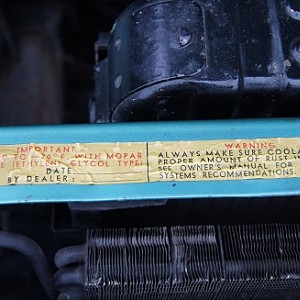 IMPORTANT
D TO -20°F. WITH MOPAR
E (ETHYLENE GLYCOL TYPE)
DATE
BY DEALER:
WARNING
ALWAYS MAKE SURE COOLA
PROPER AMOUNT OF RUST
SEE OWNER'S MANUAL FOR
SYSTEMS RECOMMENDATIONS.